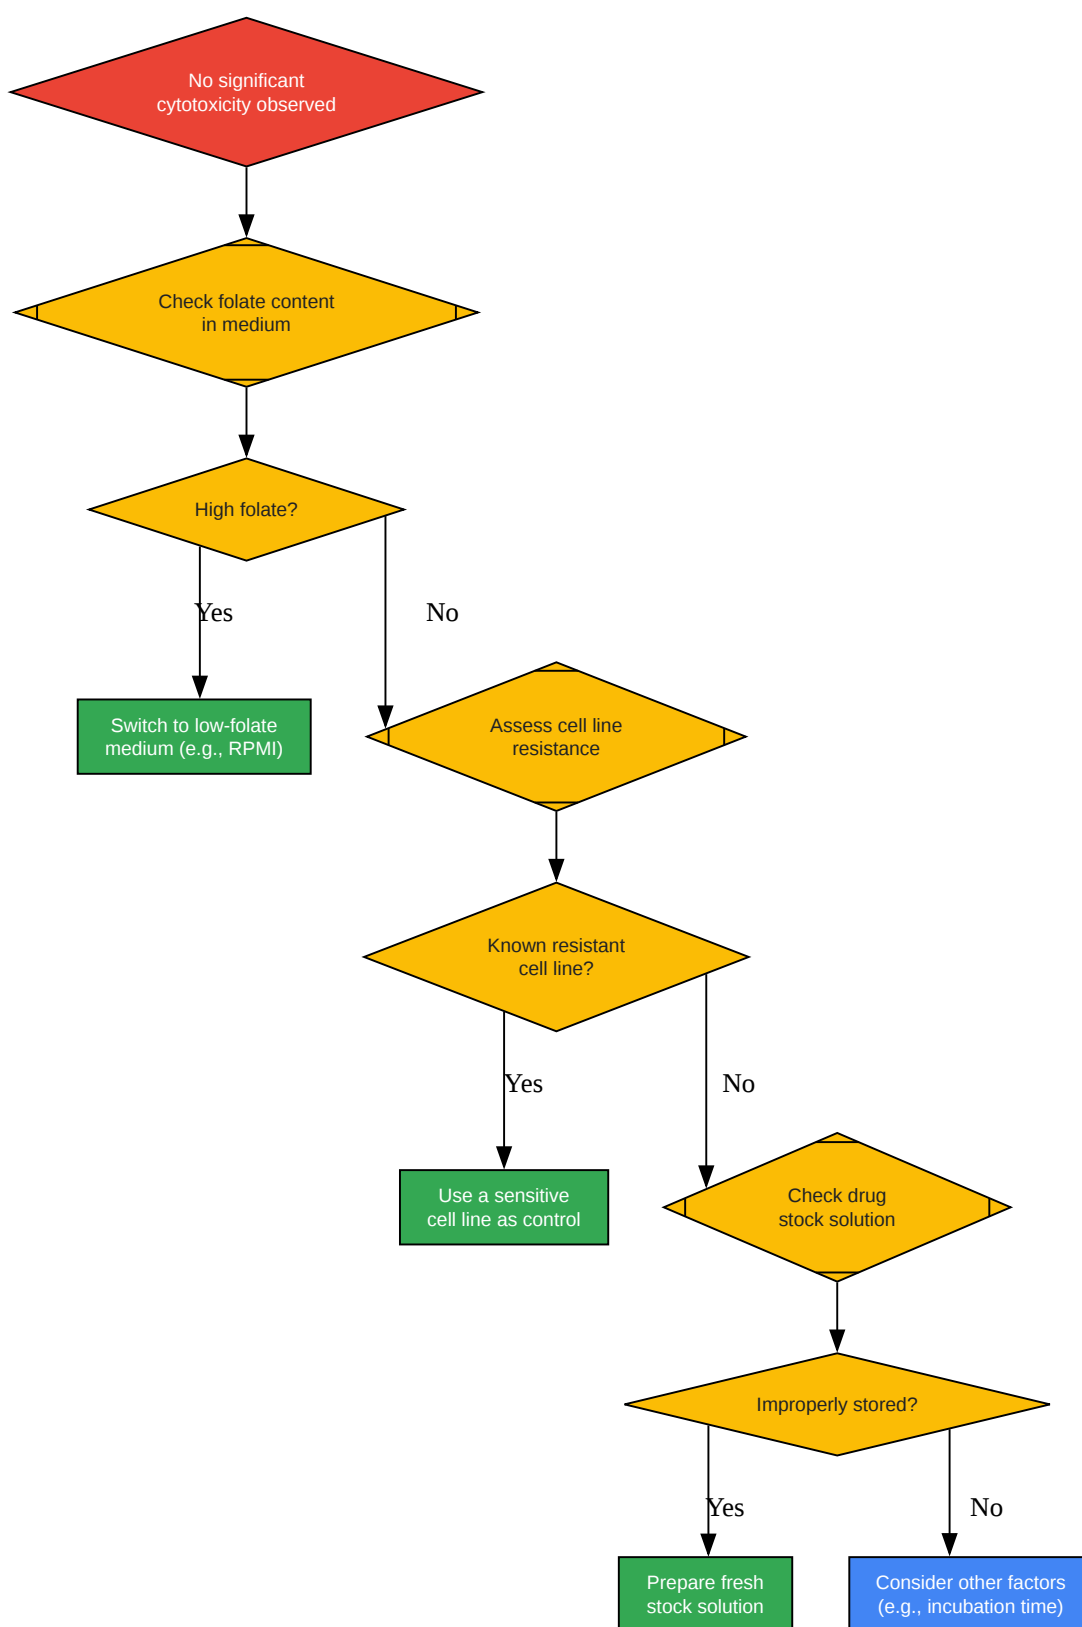 No significant
cytotoxicity observed
Check folate content
in medium
High folate?
Yes
No
Switch to low-folate
medium (e.g., RPMI)
Assess cell line
resistance
Known resistant
cell line?
Yes
No
Use a sensitive
cell line as control
Check drug
stock solution
Improperly stored?
Yes
No
Prepare fresh
stock solution
Consider other factors
(e.g., incubation time)